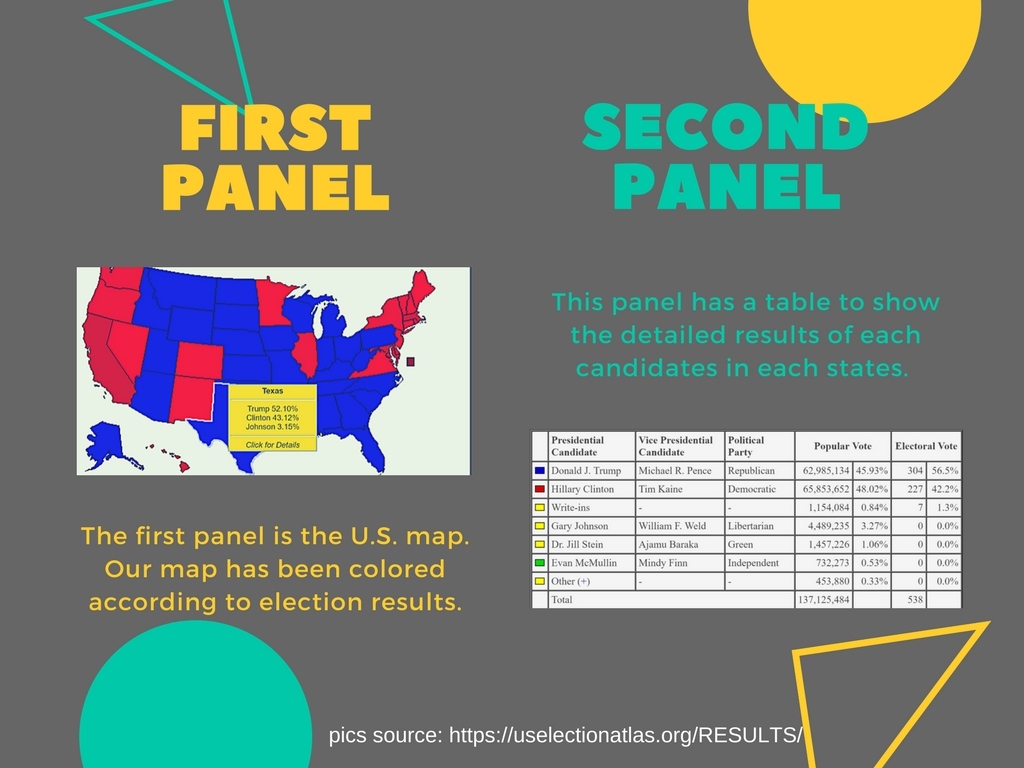 FIRST
PANEL
SECOND
PANEL
Texas
Trump 52.10%
Clinton 43.12%
Johnson 3.15%
Click for Details
The first panel is the U.S. map.
Our map has been colored
according to election results.
This panel has a table to show
the detailed results of each
candidates in each states.
Presidential Candidate Vice Presidential Candidate Political Party Popular Vote Electoral Vote
Donald J. Trump Michael R. Pence Republican 62,985,134 45.93% 304 56.5%
Hillary Clinton Tim Kaine Democratic 65,853,652 48.02% 227 42.2%
Write-ins - - 1,154,084 0.84% 7 1.3%
Gary Johnson William F. Weld Libertarian 4,489,235 3.27% 0 0.0%
Dr. Jill Stein Ajamu Baraka Green 1,457,226 1.06% 0 0.0%
Evan McMullin Mindy Finn Independent 732,273 0.53% 0 0.0%
Other (+) - - 453,880 0.33% 0 0.0%
Total 137,125,484 538
pics source: https://uselectionatlas.org/RESULTS/